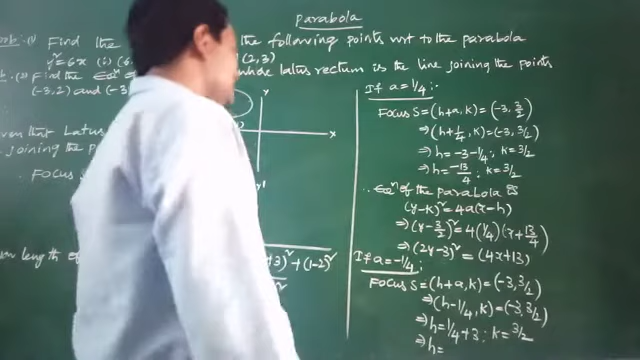 Parabola
Find the
the following points wrt to the parabola
y² = 6x (i) (6
(2,3)
Find the
whose latus rectum is the line joining the points
(-3,2) and (-3
that Latus
joining the P
Focus
length of
+3)² + (1-2)²
x
y
y'
If a = 1/4 :-
Focus S = (h+a, k) = (-3, 3/2)
⇒ (h+1/4, k) = (-3, 3/2)
⇒ h = -3 - 1/4 ; k = 3/2
⇒ h = -13/4 ; k = 3/2
∴ Eqn of the parabola is
(y-k)² = 4a(x-h)
⇒ (y - 3/2)² = 4(1/4)(x + 13/4)
⇒ (2y-3)² = (4x+13)
If a = -1/4 :
Focus S = (h+a, k) = (-3, 3/2)
⇒ (h-1/4, k) = (-3, 3/2)
⇒ h = 1/4 + 3 ; k = 3/2
⇒ h =